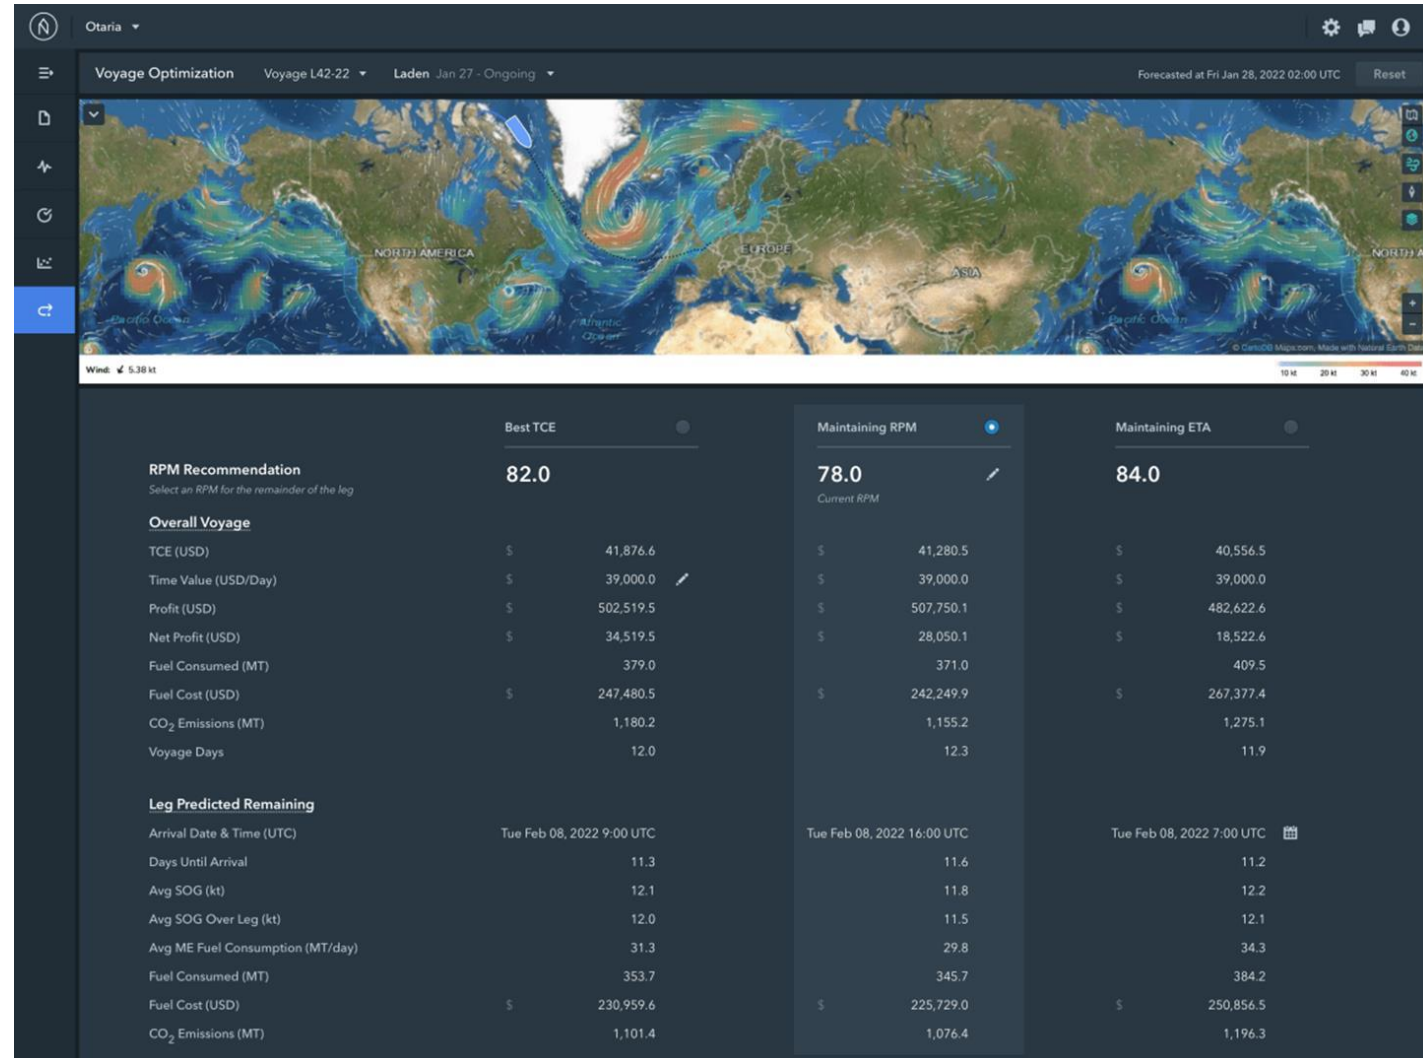 Otaria
Voyage Optimization Voyage L42-22 Laden Jan 27 - Ongoing Forecasted at Fri Jan 28, 2022 02:00 UTC Reset
NORTH AMERICA EUROPE ASIA NORTH A
Pacific Ocean Atlantic Ocean Pacific Ocean
+
−
© CartoDB Maps.com, Made with Natural Earth Dat
Wind: 5.38 kt 10 kt 20 kt 30 kt 40 kt
Best TCE Maintaining RPM Maintaining ETA
RPM Recommendation 82.0 78.0 84.0
Select an RPM for the remainder of the leg Current RPM
Overall Voyage
TCE (USD) $ 41,876.6 $ 41,280.5 $ 40,556.5
Time Value (USD/Day) $ 39,000.0 $ 39,000.0 $ 39,000.0
Profit (USD) $ 502,519.5 $ 507,750.1 $ 482,622.6
Net Profit (USD) $ 34,519.5 $ 28,050.1 $ 18,522.6
Fuel Consumed (MT) 379.0 371.0 409.5
Fuel Cost (USD) $ 247,480.5 $ 242,249.9 $ 267,377.4
CO₂ Emissions (MT) 1,180.2 1,155.2 1,275.1
Voyage Days 12.0 12.3 11.9
Leg Predicted Remaining
Arrival Date & Time (UTC) Tue Feb 08, 2022 9:00 UTC Tue Feb 08, 2022 16:00 UTC Tue Feb 08, 2022 7:00 UTC
Days Until Arrival 11.3 11.6 11.2
Avg SOG (kt) 12.1 11.8 12.2
Avg SOG Over Leg (kt) 12.0 11.5 12.1
Avg ME Fuel Consumption (MT/day) 31.3 29.8 34.3
Fuel Consumed (MT) 353.7 345.7 384.2
Fuel Cost (USD) $ 230,959.6 $ 225,729.0 $ 250,856.5
CO₂ Emissions (MT) 1,101.4 1,076.4 1,196.3